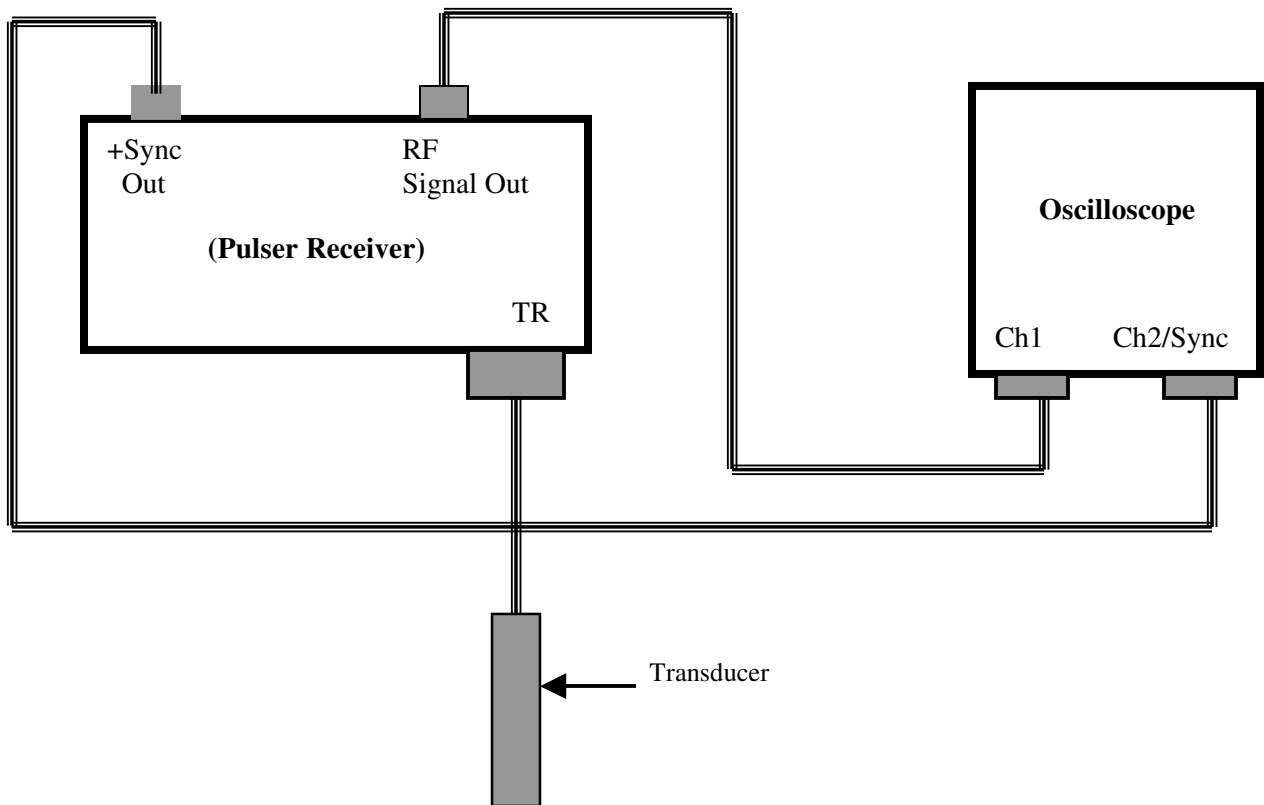 +Sync
Out
RF
Signal Out
(Pulser Receiver)
TR
Oscilloscope
Ch1
Ch2/Sync
Transducer